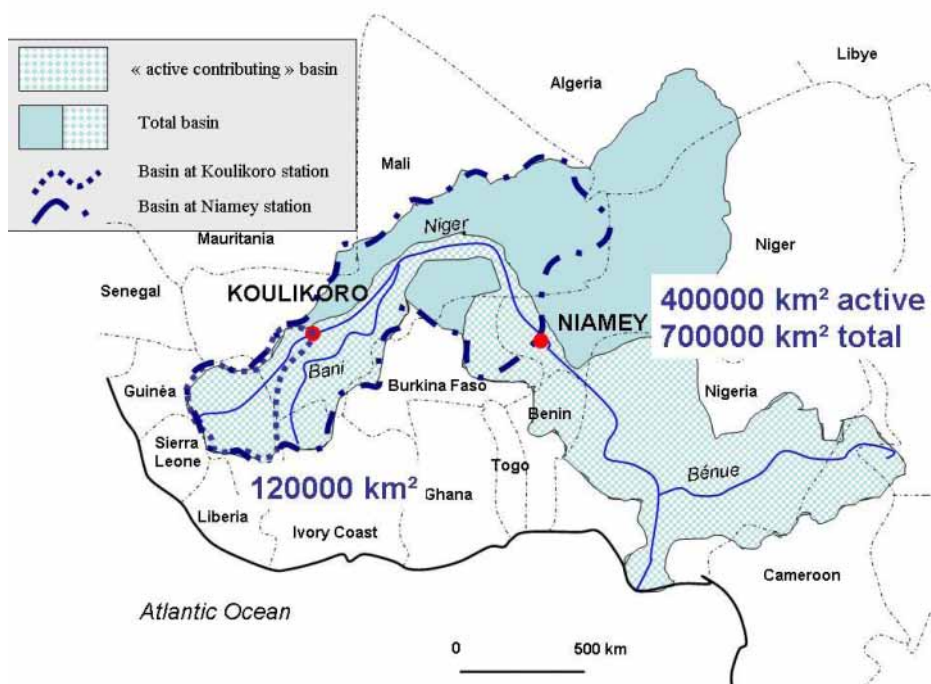 « active contributing » basin
Total basin
Basin at Koulikoro station
Basin at Niamey station
Libye
Algeria
Mali
Mauritania
Niger
Niger
Senegal
KOULIKORO
400000 km² active
700000 km² total
NIAMEY
Bani
Guinéa
Burkina Faso
Nigeria
Benin
Sierra
Leone
Togo
Bénue
120000 km²
Ghana
Liberia
Ivory Coast
Cameroon
Atlantic Ocean
0 500 km